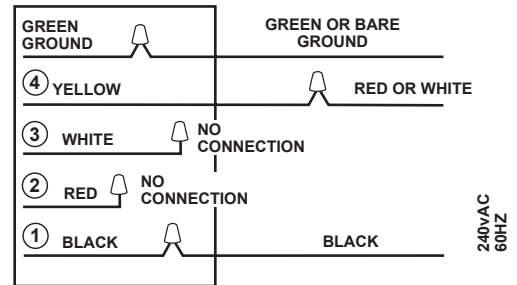 GREEN
GROUND
GREEN OR BARE
GROUND
4 YELLOW
RED OR WHITE
3 WHITE
NO
CONNECTION
2 RED
NO
CONNECTION
1 BLACK
BLACK
240vAC
60HZ